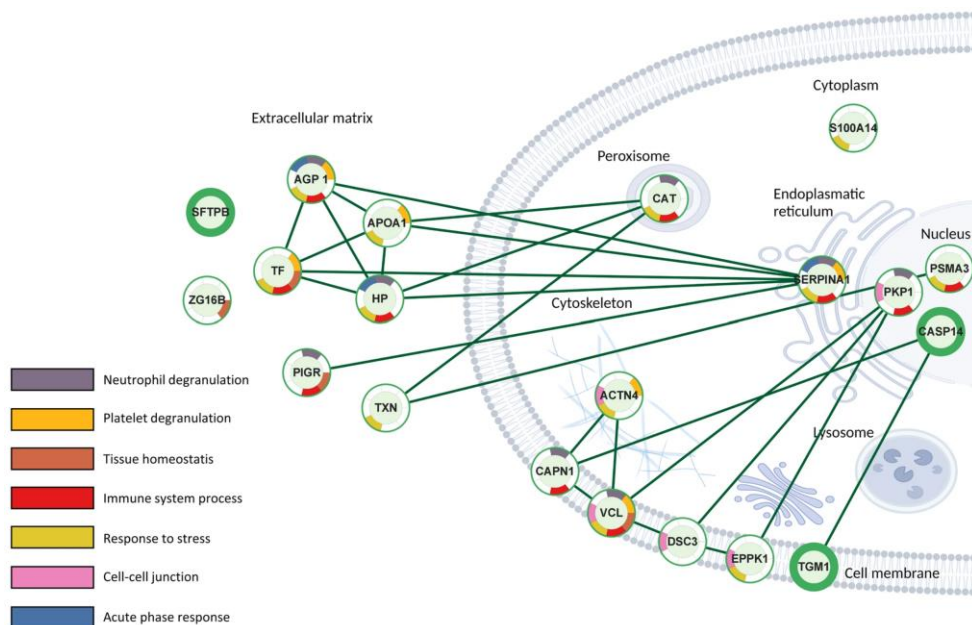 Cytoplasm
S100A14
Extracellular matrix
Peroxisome
AGP 1
CAT
Endoplasmatic
reticulum
SFTPB
APOA1
Nucleus
TF
SERPINA1
PSMA3
ZG16B
HP
Cytoskeleton
PKP1
CASP14
PIGR
Neutrophil degranulation
TXN
ACTN4
Platelet degranulation
Lysosome
Tissue homeostatis
CAPN1
Immune system process
VCL
Response to stress
DSC3
EPPK1
TGM1
Cell membrane
Cell-cell junction
Acute phase response